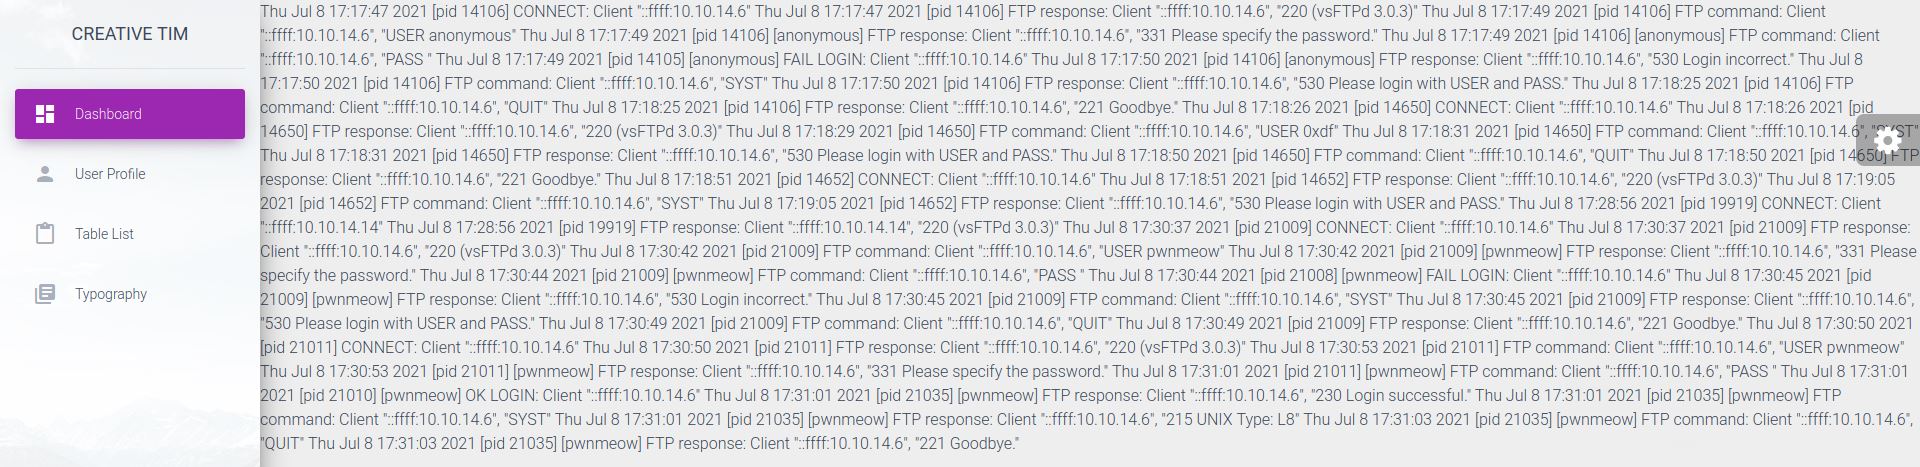 CREATIVE TIM
Dashboard
User Profile
Table List
Typography
Thu Jul 8 17:17:47 2021 [pid 14106] CONNECT: Client "::ffff:10.10.14.6" Thu Jul 8 17:17:47 2021 [pid 14106] FTP response: Client "::ffff:10.10.14.6", "220 (vsFTPd 3.0.3)" Thu Jul 8 17:17:49 2021 [pid 14106] FTP command: Client
"::ffff:10.10.14.6", "USER anonymous" Thu Jul 8 17:17:49 2021 [pid 14106] [anonymous] FTP response: Client "::ffff:10.10.14.6", "331 Please specify the password." Thu Jul 8 17:17:49 2021 [pid 14106] [anonymous] FTP command: Client
"::ffff:10.10.14.6", "PASS " Thu Jul 8 17:17:49 2021 [pid 14105] [anonymous] FAIL LOGIN: Client "::ffff:10.10.14.6" Thu Jul 8 17:17:50 2021 [pid 14106] [anonymous] FTP response: Client "::ffff:10.10.14.6", "530 Login incorrect." Thu Jul 8
17:17:50 2021 [pid 14106] FTP command: Client "::ffff:10.10.14.6", "SYST" Thu Jul 8 17:17:50 2021 [pid 14106] FTP response: Client "::ffff:10.10.14.6", "530 Please login with USER and PASS." Thu Jul 8 17:18:25 2021 [pid 14106] FTP
command: Client "::ffff:10.10.14.6", "QUIT" Thu Jul 8 17:18:25 2021 [pid 14106] FTP response: Client "::ffff:10.10.14.6", "221 Goodbye." Thu Jul 8 17:18:26 2021 [pid 14650] CONNECT: Client "::ffff:10.10.14.6" Thu Jul 8 17:18:26 2021 [pid
14650] FTP response: Client "::ffff:10.10.14.6", "220 (vsFTPd 3.0.3)" Thu Jul 8 17:18:29 2021 [pid 14650] FTP command: Client "::ffff:10.10.14.6", "USER 0xdf" Thu Jul 8 17:18:31 2021 [pid 14650] FTP command: Client "::ffff:10.10.14.6", "SYST"
Thu Jul 8 17:18:31 2021 [pid 14650] FTP response: Client "::ffff:10.10.14.6", "530 Please login with USER and PASS." Thu Jul 8 17:18:50 2021 [pid 14650] FTP command: Client "::ffff:10.10.14.6", "QUIT" Thu Jul 8 17:18:50 2021 [pid 14650] FTP
response: Client "::ffff:10.10.14.6", "221 Goodbye." Thu Jul 8 17:18:51 2021 [pid 14652] CONNECT: Client "::ffff:10.10.14.6" Thu Jul 8 17:18:51 2021 [pid 14652] FTP response: Client "::ffff:10.10.14.6", "220 (vsFTPd 3.0.3)" Thu Jul 8 17:19:05
2021 [pid 14652] FTP command: Client "::ffff:10.10.14.6", "SYST" Thu Jul 8 17:19:05 2021 [pid 14652] FTP response: Client "::ffff:10.10.14.6", "530 Please login with USER and PASS." Thu Jul 8 17:28:56 2021 [pid 19919] CONNECT: Client
"::ffff:10.10.14.14" Thu Jul 8 17:28:56 2021 [pid 19919] FTP response: Client "::ffff:10.10.14.14", "220 (vsFTPd 3.0.3)" Thu Jul 8 17:30:37 2021 [pid 21009] CONNECT: Client "::ffff:10.10.14.6" Thu Jul 8 17:30:37 2021 [pid 21009] FTP response:
Client "::ffff:10.10.14.6", "220 (vsFTPd 3.0.3)" Thu Jul 8 17:30:42 2021 [pid 21009] FTP command: Client "::ffff:10.10.14.6", "USER pwnmeow" Thu Jul 8 17:30:42 2021 [pid 21009] [pwnmeow] FTP response: Client "::ffff:10.10.14.6", "331 Please
specify the password." Thu Jul 8 17:30:44 2021 [pid 21009] [pwnmeow] FTP command: Client "::ffff:10.10.14.6", "PASS " Thu Jul 8 17:30:44 2021 [pid 21008] [pwnmeow] FAIL LOGIN: Client "::ffff:10.10.14.6" Thu Jul 8 17:30:45 2021 [pid
21009] [pwnmeow] FTP response: Client "::ffff:10.10.14.6", "530 Login incorrect." Thu Jul 8 17:30:45 2021 [pid 21009] FTP command: Client "::ffff:10.10.14.6", "SYST" Thu Jul 8 17:30:45 2021 [pid 21009] FTP response: Client "::ffff:10.10.14.6",
"530 Please login with USER and PASS." Thu Jul 8 17:30:49 2021 [pid 21009] FTP command: Client "::ffff:10.10.14.6", "QUIT" Thu Jul 8 17:30:49 2021 [pid 21009] FTP response: Client "::ffff:10.10.14.6", "221 Goodbye." Thu Jul 8 17:30:50 2021
[pid 21011] CONNECT: Client "::ffff:10.10.14.6" Thu Jul 8 17:30:50 2021 [pid 21011] FTP response: Client "::ffff:10.10.14.6", "220 (vsFTPd 3.0.3)" Thu Jul 8 17:30:53 2021 [pid 21011] FTP command: Client "::ffff:10.10.14.6", "USER pwnmeow"
Thu Jul 8 17:30:53 2021 [pid 21011] [pwnmeow] FTP response: Client "::ffff:10.10.14.6", "331 Please specify the password." Thu Jul 8 17:31:01 2021 [pid 21011] [pwnmeow] FTP command: Client "::ffff:10.10.14.6", "PASS " Thu Jul 8 17:31:01
2021 [pid 21010] [pwnmeow] OK LOGIN: Client "::ffff:10.10.14.6" Thu Jul 8 17:31:01 2021 [pid 21035] [pwnmeow] FTP response: Client "::ffff:10.10.14.6", "230 Login successful." Thu Jul 8 17:31:01 2021 [pid 21035] [pwnmeow] FTP
command: Client "::ffff:10.10.14.6", "SYST" Thu Jul 8 17:31:01 2021 [pid 21035] [pwnmeow] FTP response: Client "::ffff:10.10.14.6", "215 UNIX Type: L8" Thu Jul 8 17:31:03 2021 [pid 21035] [pwnmeow] FTP command: Client "::ffff:10.10.14.6",
"QUIT" Thu Jul 8 17:31:03 2021 [pid 21035] [pwnmeow] FTP response: Client "::ffff:10.10.14.6", "221 Goodbye."